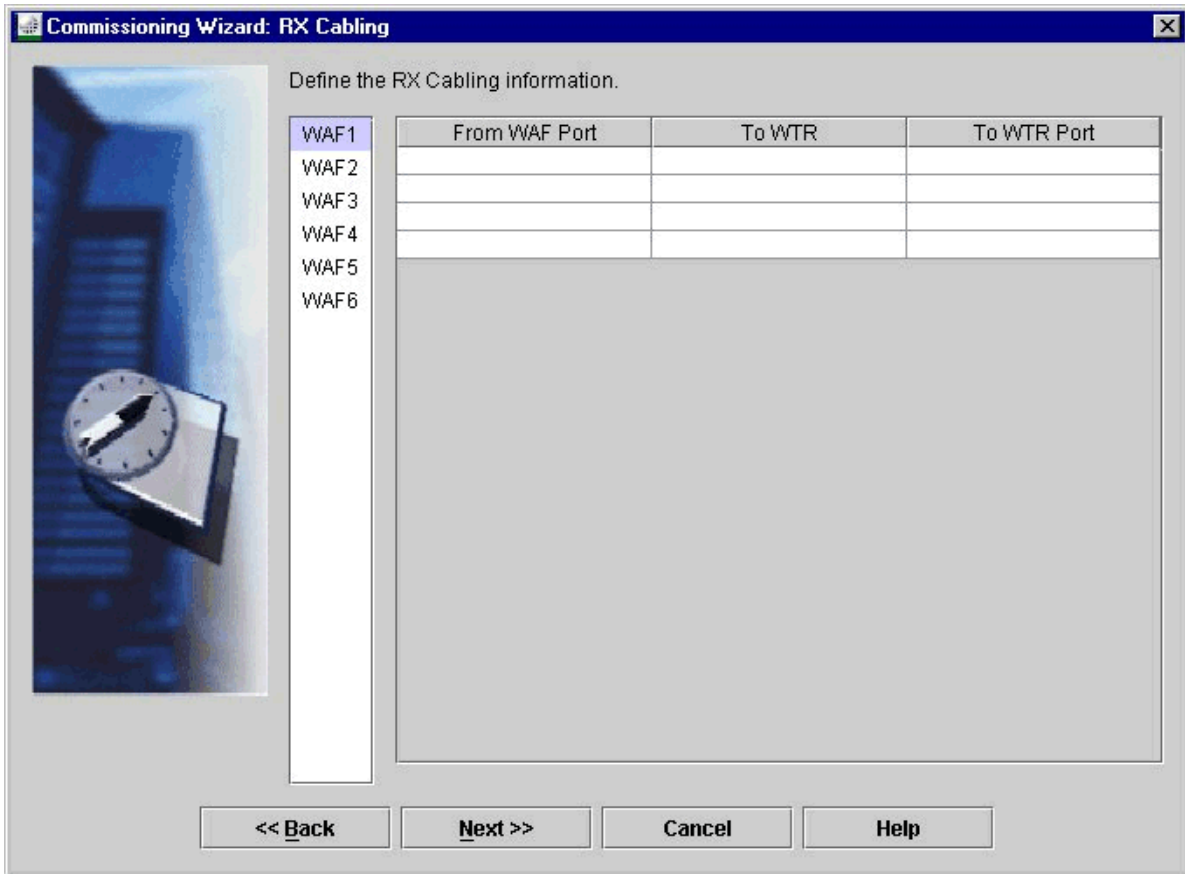 Commissioning Wizard: RX Cabling
Define the RX Cabling information.
WAF1
WAF2
WAF3
WAF4
WAF5
WAF6
From WAF Port To WTR To WTR Port
<< Back Next >> Cancel Help